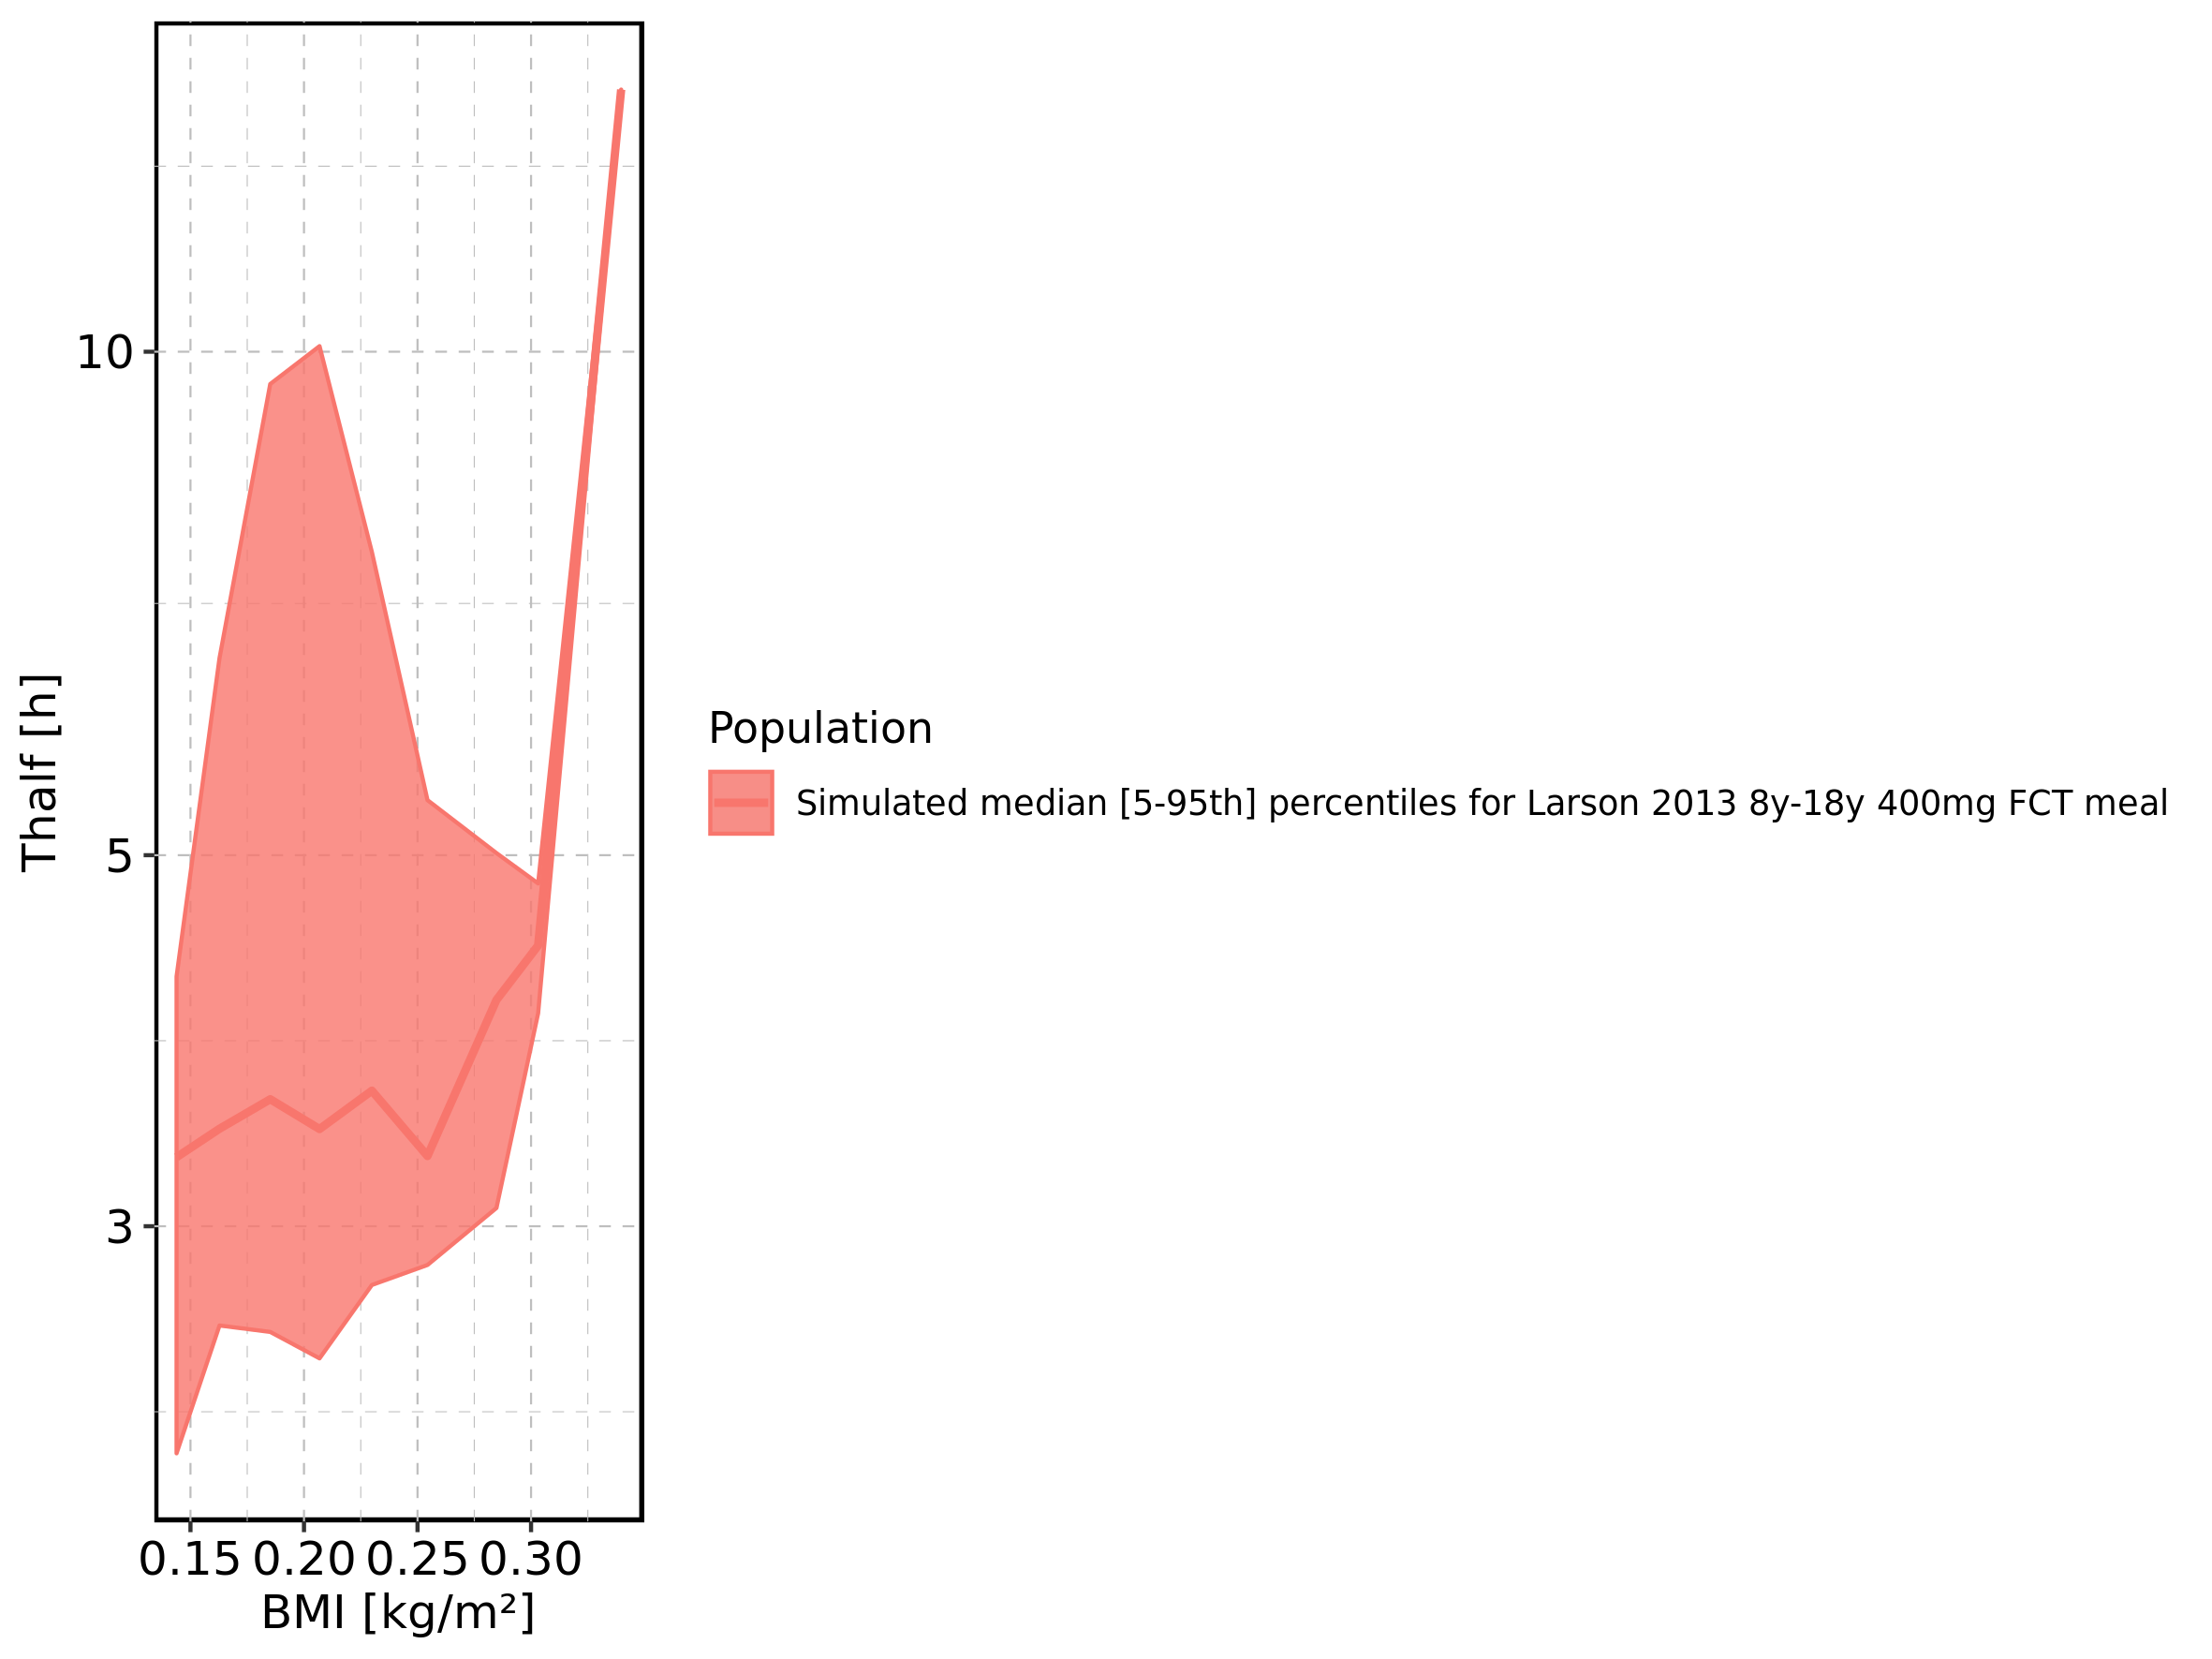 10
5
3
Thalf [h]
0.15 0.20 0.25 0.30
BMI [kg/m²]
Population
Simulated median [5-95th] percentiles for Larson 2013 8y-18y 400mg FCT meal